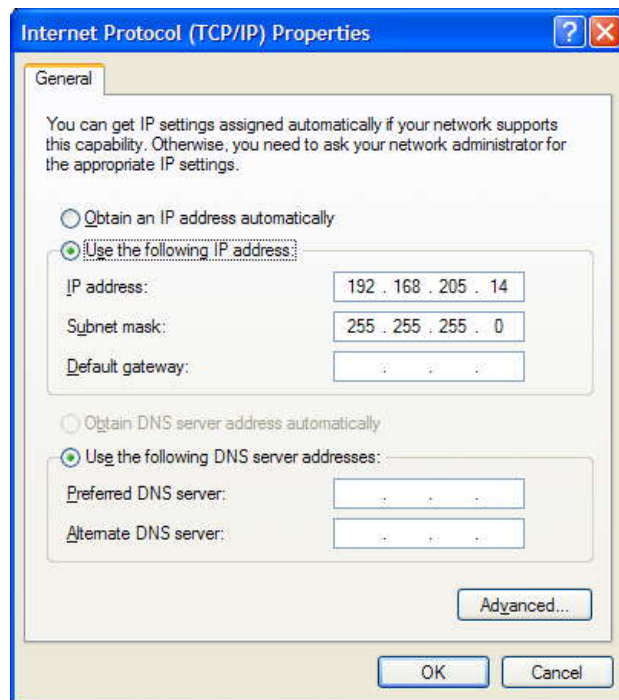 Internet Protocol (TCP/IP) Properties
?
General
You can get IP settings assigned automatically if your network supports
this capability. Otherwise, you need to ask your network administrator for
the appropriate IP settings.
Obtain an IP address automatically
Use the following IP address:
IP address: 192 . 168 . 205 . 14
Subnet mask: 255 . 255 . 255 . 0
Default gateway: . . .
Obtain DNS server address automatically
Use the following DNS server addresses:
Preferred DNS server: . . .
Alternate DNS server: . . .
Advanced...
OK Cancel